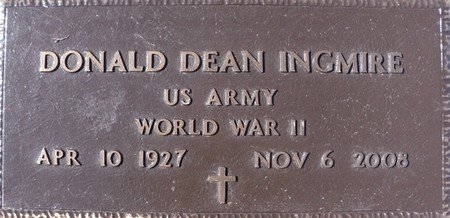 DONALD DEAN INGMIRE
US ARMY
WORLD WAR II
APR 10 1927 NOV 6 2008